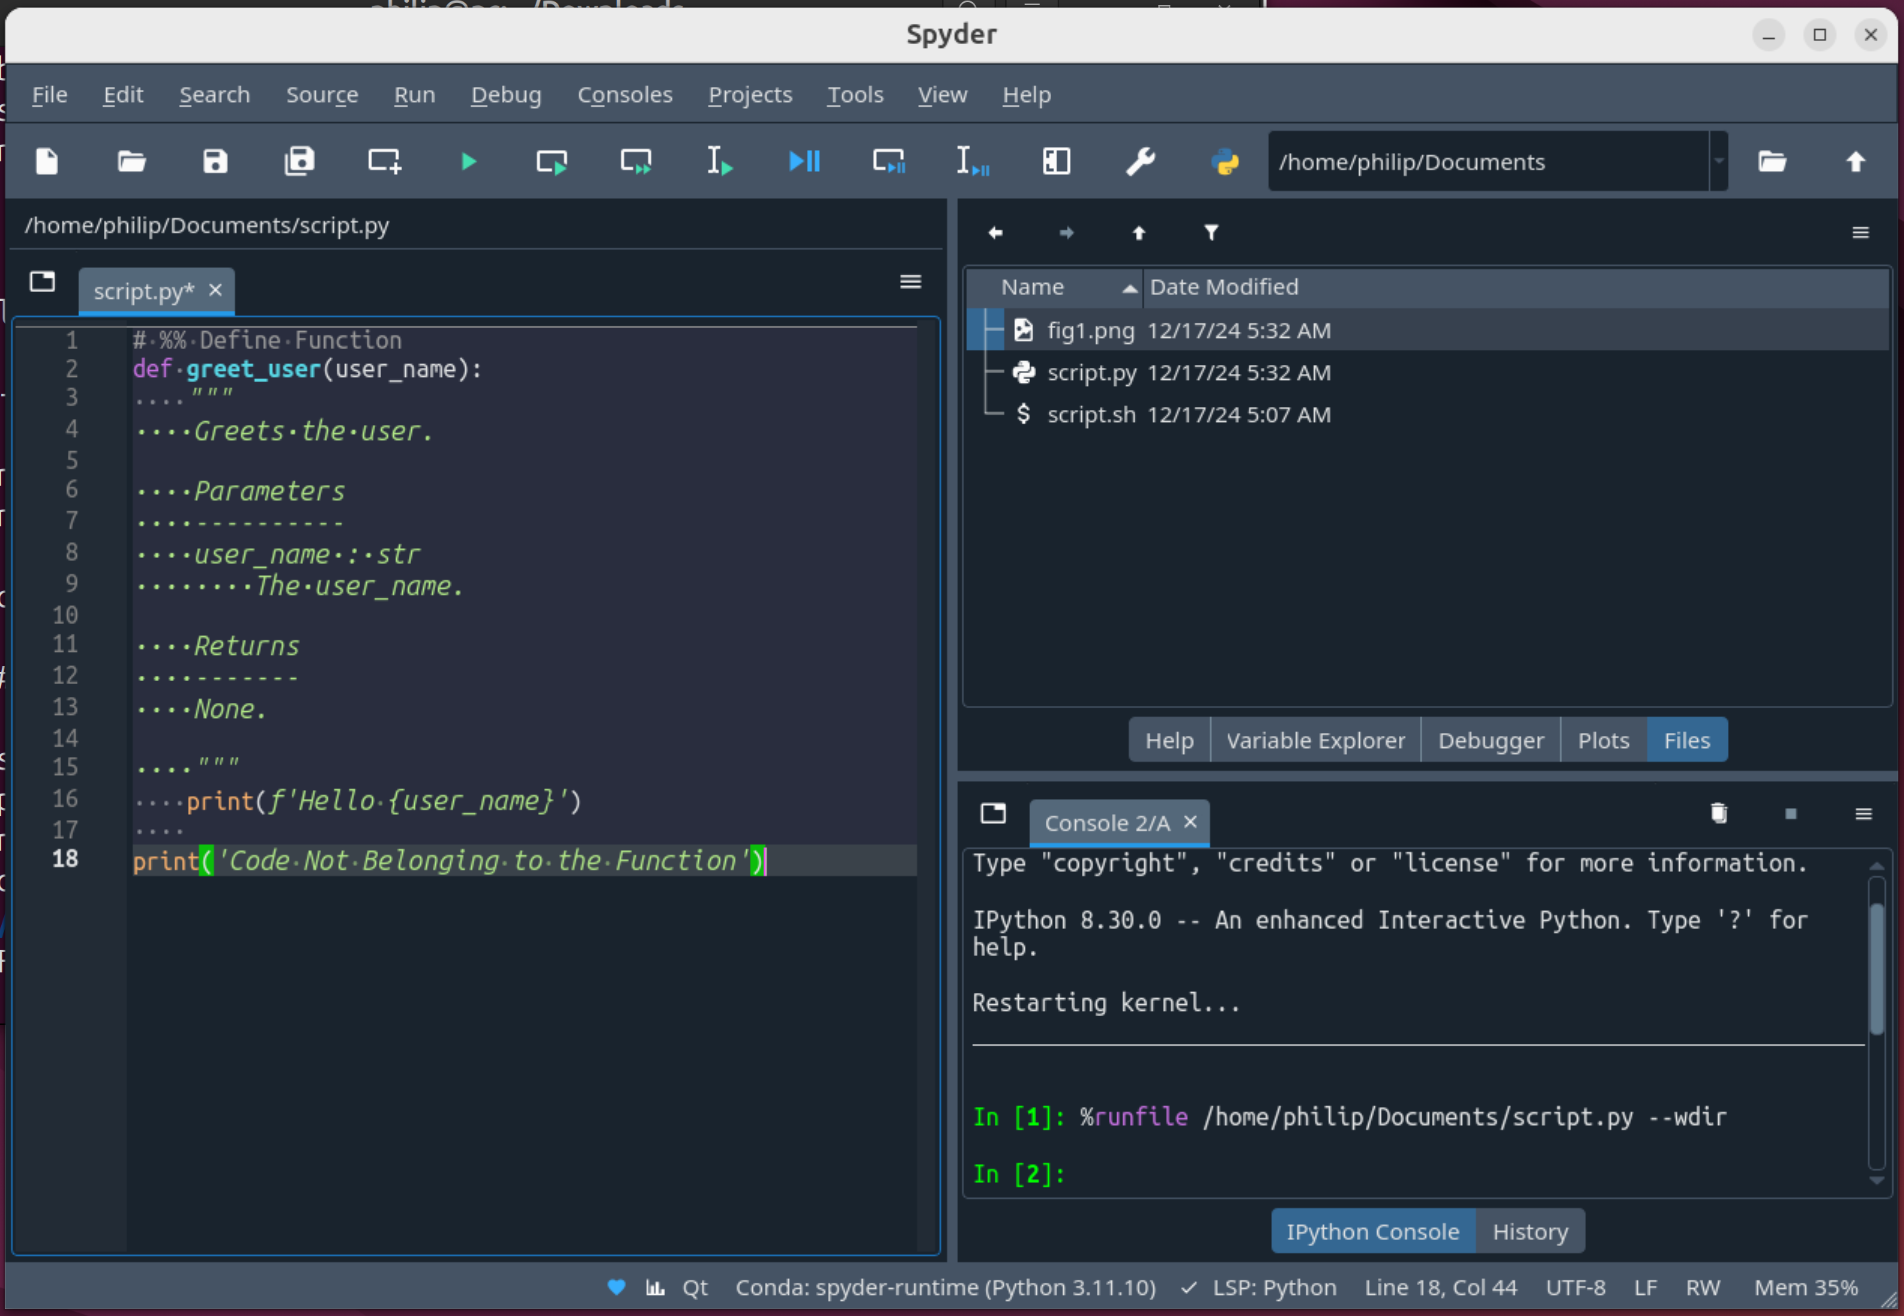 Spyder
File Edit Search Source Run Debug Consoles Projects Tools View Help
/home/philip/Documents
/home/philip/Documents/script.py
script.py*
1 # %% Define Function
2 def greet_user(user_name):
3 """
4 Greets the user.
5
6 Parameters
7 ----------
8 user_name : str
9 The user_name.
10
11 Returns
12 -------
13 None.
14
15 """
16 print(f'Hello {user_name}')
17
18 print('Code Not Belonging to the Function')
Name Date Modified
fig1.png 12/17/24 5:32 AM
script.py 12/17/24 5:32 AM
script.sh 12/17/24 5:07 AM
Help Variable Explorer Debugger Plots Files
Console 2/A
Type "copyright", "credits" or "license" for more information.
IPython 8.30.0 -- An enhanced Interactive Python. Type '?' for
help.
Restarting kernel...
In [1]: %runfile /home/philip/Documents/script.py --wdir
In [2]:
IPython Console History
Qt Conda: spyder-runtime (Python 3.11.10) ✓ LSP: Python Line 18, Col 44 UTF-8 LF RW Mem 35%